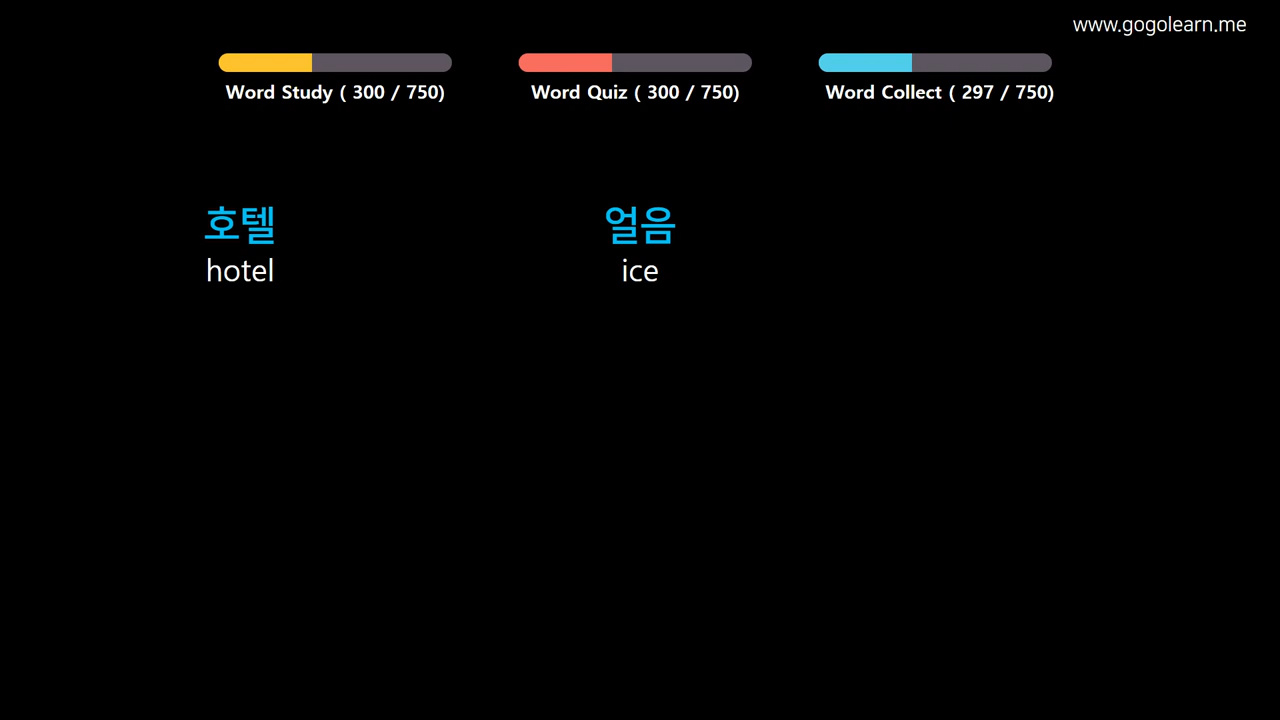 www.gogolearn.me
Word Study ( 300 / 750)
Word Quiz ( 300 / 750)
Word Collect ( 297 / 750)
호텔
hotel
얼음
ice